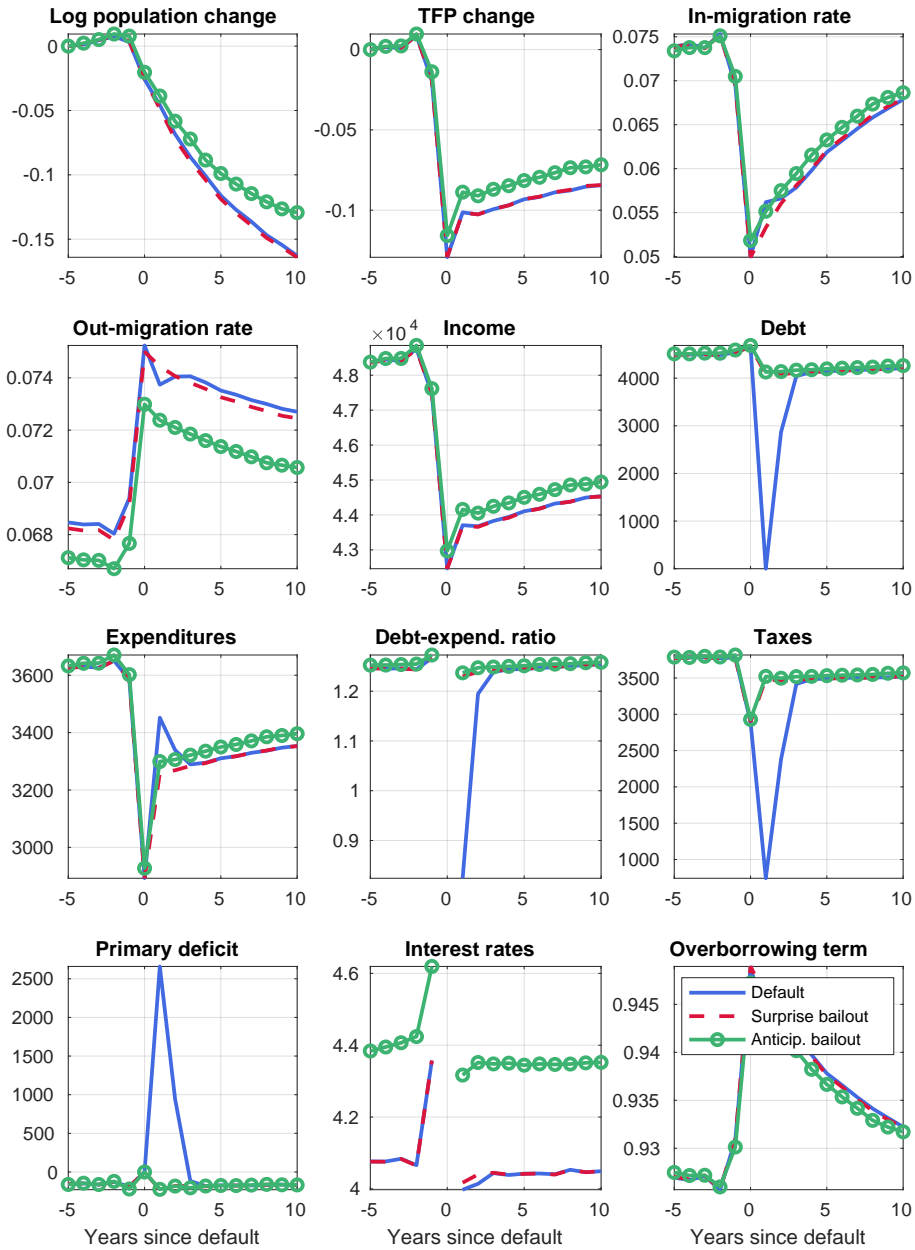 Log population change
TFP change
In-migration rate
0
-0.05
-0.1
-0.15
-5 0 5 10
0
-0.05
-0.1
-5 0 5 10
0.075
0.07
0.065
0.06
0.055
0.05
-5 0 5 10
Out-migration rate
Income
Debt
0.074
0.072
0.07
0.068
-5 0 5 10
×10^4
4.8
4.7
4.6
4.5
4.4
4.3
-5 0 5 10
4000
3000
2000
1000
0
-5 0 5 10
Expenditures
Debt-expend. ratio
Taxes
3600
3400
3200
3000
-5 0 5 10
1.2
1.1
1
0.9
-5 0 5 10
3500
3000
2500
2000
1500
1000
-5 0 5 10
Primary deficit
Interest rates
Overborrowing term
2500
2000
1500
1000
500
0
-5 0 5 10
Years since default
4.6
4.4
4.2
4
-5 0 5 10
Years since default
0.945
0.94
0.935
0.93
Default
Surprise bailout
Anticip. bailout
-5 0 5 10
Years since default